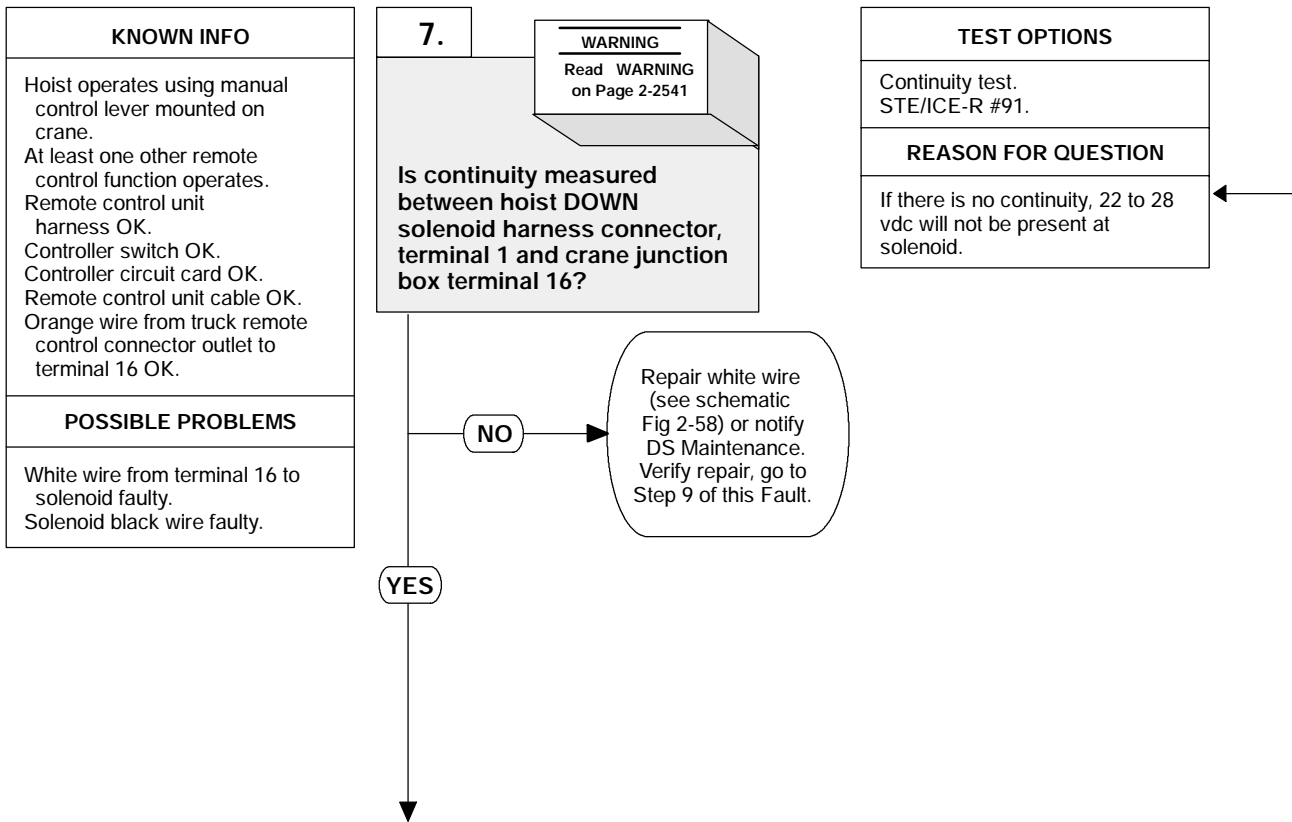 KNOWN INFO
Hoist operates using manual
control lever mounted on
crane.
At least one other remote
control function operates.
Remote control unit
harness OK.
Controller switch OK.
Controller circuit card OK.
Remote control unit cable OK.
Orange wire from truck remote
control connector outlet to
terminal 16 OK.
POSSIBLE PROBLEMS
White wire from terminal 16 to
solenoid faulty.
Solenoid black wire faulty.
7.
WARNING
Read WARNING
on Page 2-2541
Is continuity measured
between hoist DOWN
solenoid harness connector,
terminal 1 and crane junction
box terminal 16?
TEST OPTIONS
Continuity test.
STE/ICE-R #91.
REASON FOR QUESTION
If there is no continuity, 22 to 28
vdc will not be present at
solenoid.
NO
Repair white wire
(see schematic
Fig 2-58) or notify
DS Maintenance.
Verify repair, go to
Step 9 of this Fault.
YES